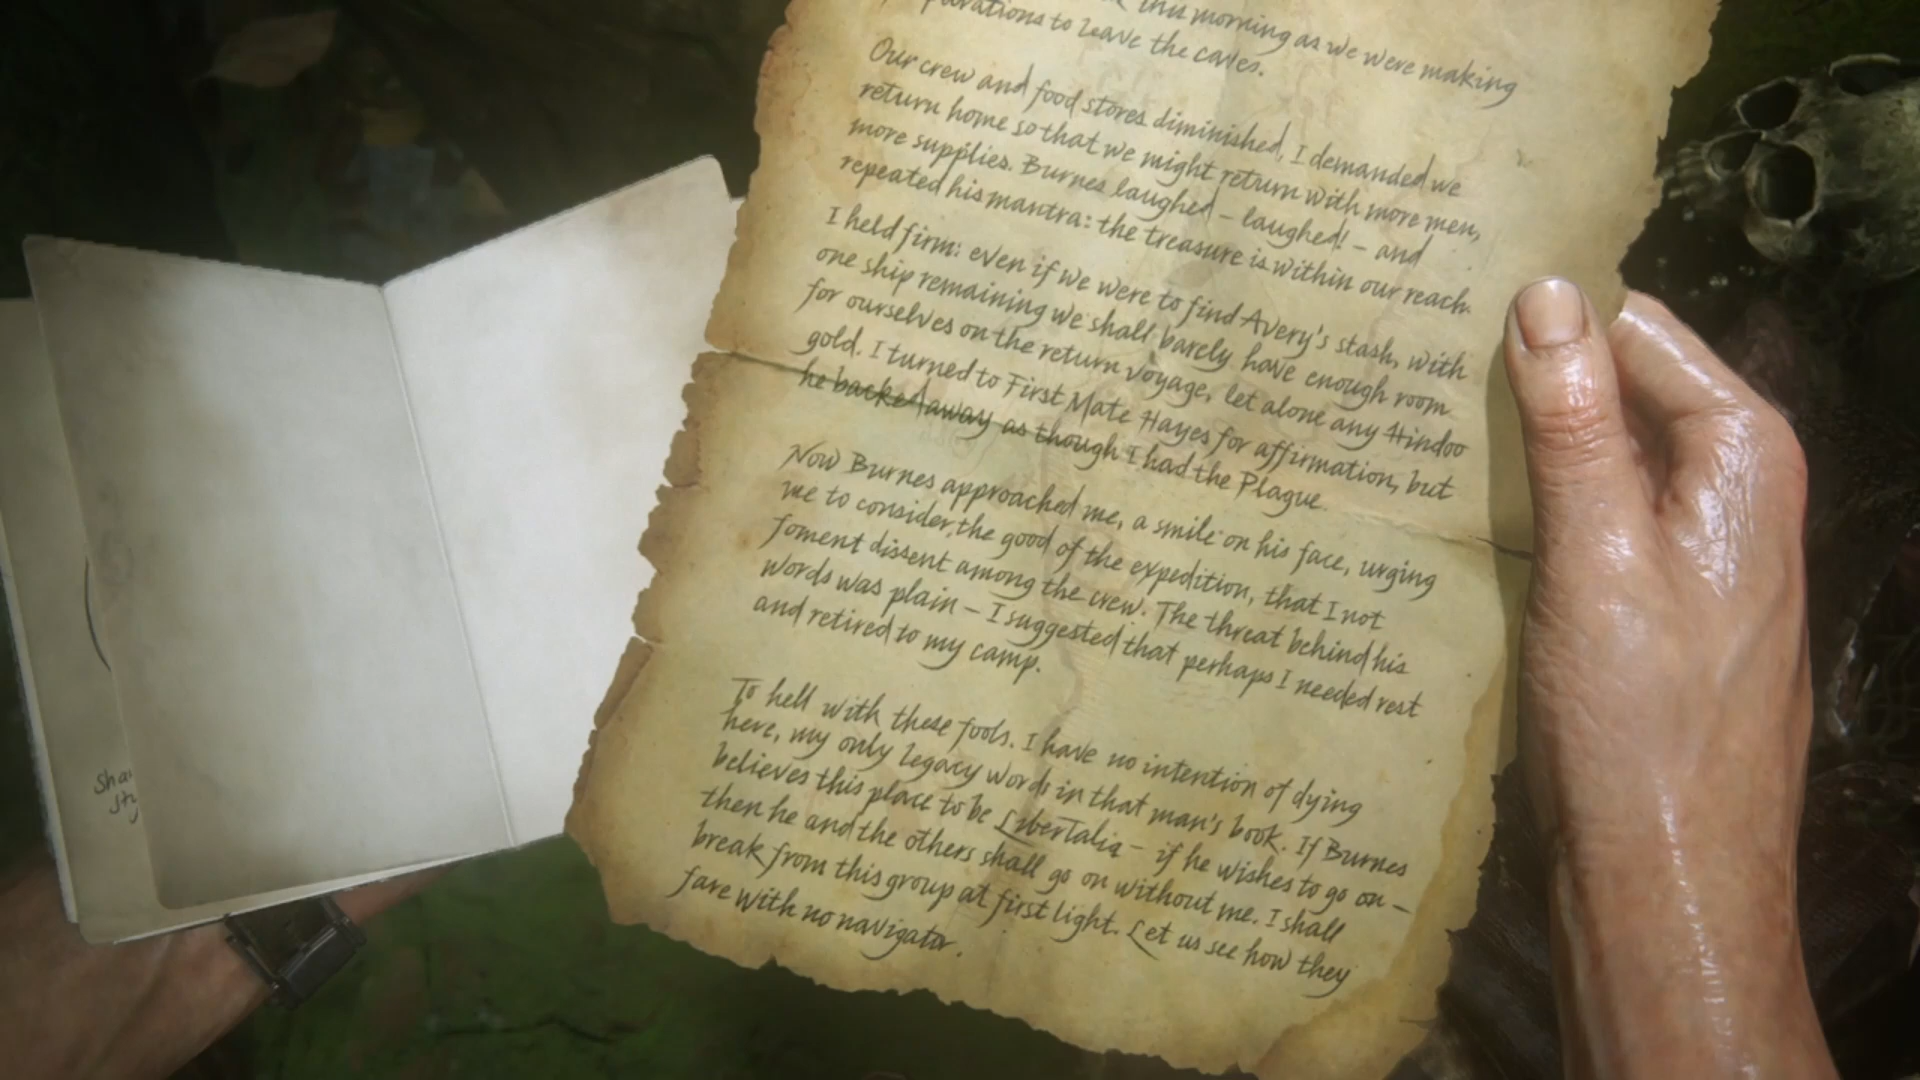 this morning as we were making
parations to leave the caves.
Our crew and food stores diminished, I demanded we
return home so that we might return with more men,
more supplies. Burnes laughed – laughed! – and
repeated his mantra: the treasure is within our reach.
I held firm: even if we were to find Avery's stash, with
one ship remaining we shall barely have enough room
for ourselves on the return voyage, let alone any Hindoo
gold. I turned to First Mate Hayes for affirmation, but
he backed away as though I had the Plague.
Now Burnes approached me, a smile on his face, urging
me to consider the good of the expedition, that I not
foment dissent among the crew. The threat behind his
words was plain – I suggested that perhaps I needed rest
and retired to my camp.
To hell with these fools. I have no intention of dying
here, my only legacy words in that man's book. If Burnes
believes this place to be Libertalia – if he wishes to go on –
then he and the others shall go on without me. I shall
break from this group at first light. Let us see how they
fare with no navigator.